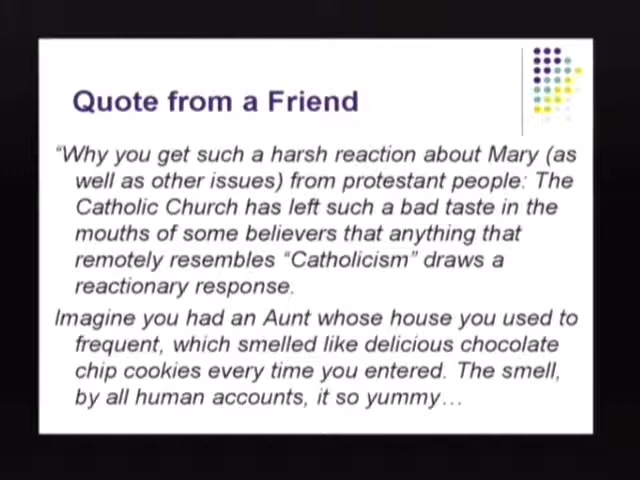 Quote from a Friend
“Why you get such a harsh reaction about Mary (as
well as other issues) from protestant people: The
Catholic Church has left such a bad taste in the
mouths of some believers that anything that
remotely resembles “Catholicism” draws a
reactionary response.
Imagine you had an Aunt whose house you used to
frequent, which smelled like delicious chocolate
chip cookies every time you entered. The smell,
by all human accounts, it so yummy…